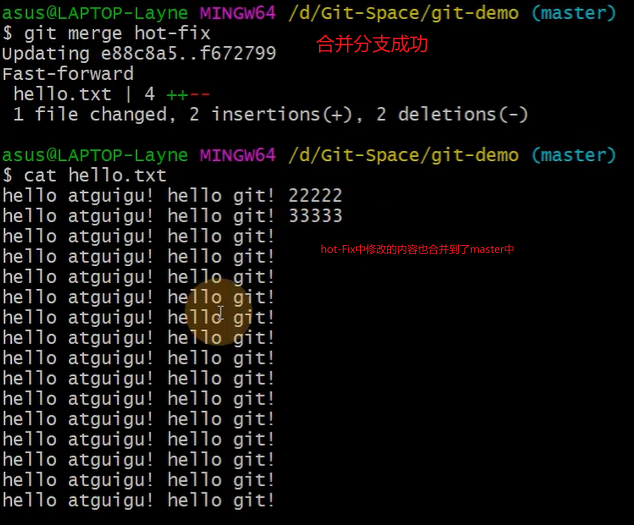 asus@LAPTOP-Layne MINGW64 /d/Git-Space/git-demo (master)
$ git merge hot-fix
合并分支成功
Updating e88c8a5..f672799
Fast-forward
 hello.txt | 4 ++--
 1 file changed, 2 insertions(+), 2 deletions(-)
asus@LAPTOP-Layne MINGW64 /d/Git-Space/git-demo (master)
$ cat hello.txt
hello atguigu! hello git! 22222
hello atguigu! hello git! 33333
hello atguigu! hello git!
hot-Fix中修改的内容也合并到了master中
hello atguigu! hello git!
hello atguigu! hello git!
hello atguigu! hello git!
hello atguigu! hello git!
hello atguigu! hello git!
hello atguigu! hello git!
hello atguigu! hello git!
hello atguigu! hello git!
hello atguigu! hello git!
hello atguigu! hello git!
hello atguigu! hello git!
hello atguigu! hello git!
hello atguigu! hello git!